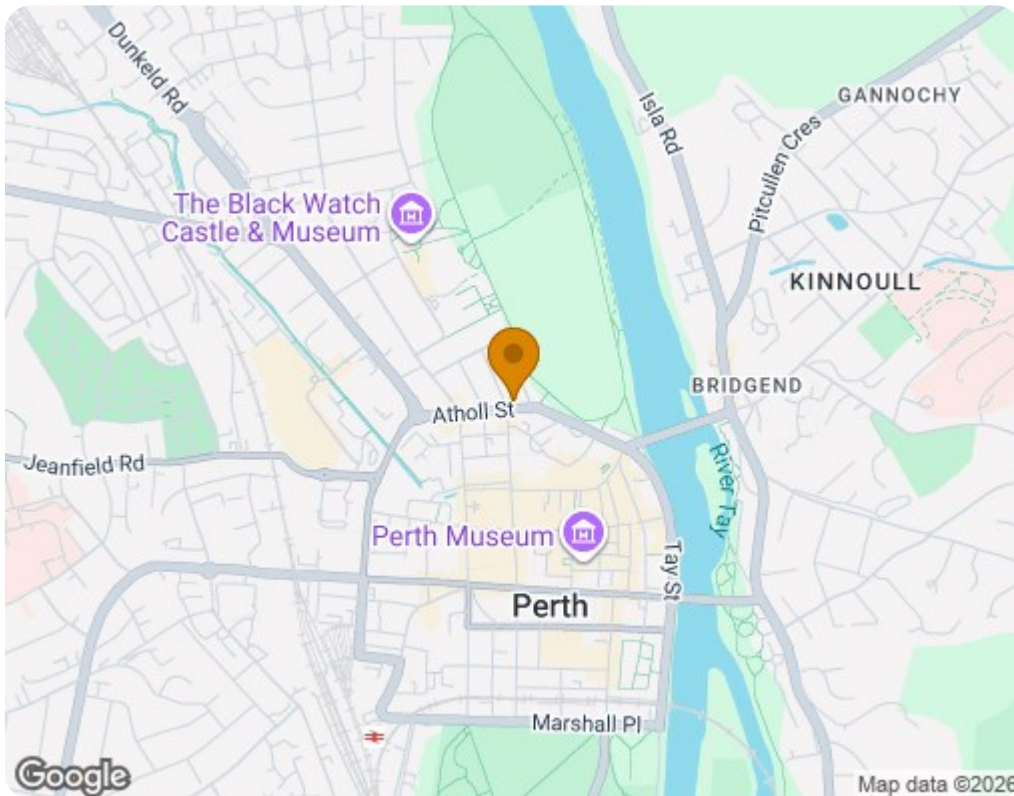 Dunkeld Rd
Isla Rd
GANNOCHY
Pitcullen Cres
The Black Watch
Castle & Museum
KINNOULL
BRIDGEND
Atholl St
Jeanfield Rd
River Tay
Perth Museum
Tay St
Perth
Marshall Pl
Google
Map data ©2026